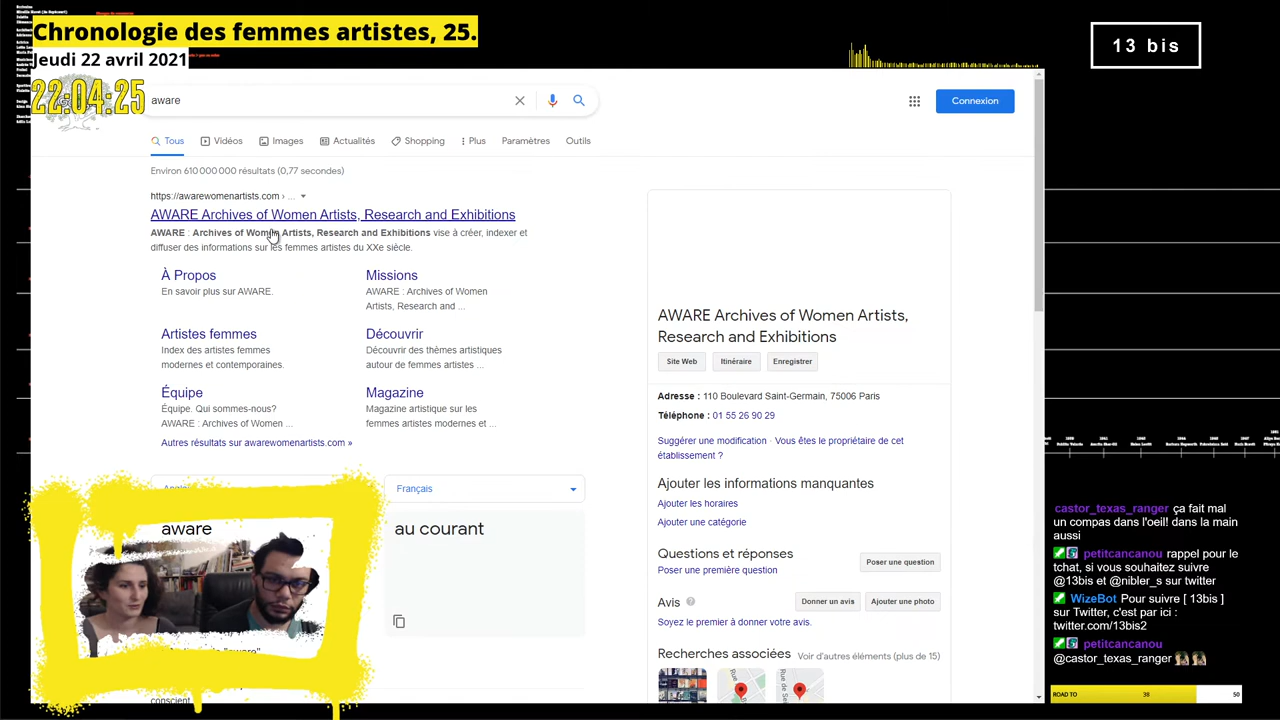 Chronologie des femmes artistes, 25.
Jeudi 22 avril 2021
22:04:25
13 bis
aware
Connexion
Tous
Vidéos
Images
Actualités
Shopping
Plus
Paramètres
Outils
Environ 610 000 000 résultats (0,77 secondes)
https://awarewomenartists.com › ...
AWARE Archives of Women Artists, Research and Exhibitions
AWARE : Archives of Women Artists, Research and Exhibitions vise à créer, indexer et
diffuser des informations sur les femmes artistes du XXe siècle.
À Propos
En savoir plus sur AWARE.
Missions
AWARE : Archives of Women
Artists, Research and ...
Artistes femmes
Index des artistes femmes
modernes et contemporaines.
Découvrir
Découvrir des thèmes artistiques
autour de femmes artistes ...
Équipe
Équipe. Qui sommes-nous?
AWARE : Archives of Women ...
Magazine
Magazine artistique sur les
femmes artistes modernes et ...
Autres résultats sur awarewomenartists.com »
Français
aware
au courant
conscient
AWARE Archives of Women Artists,
Research and Exhibitions
Site Web
Itinéraire
Enregistrer
Adresse : 110 Boulevard Saint-Germain, 75006 Paris
Téléphone : 01 55 26 90 29
Suggérer une modification · Vous êtes le propriétaire de cet
établissement ?
Ajouter les informations manquantes
Ajouter les horaires
Ajouter une catégorie
Questions et réponses
Poser une première question
Poser une question
Avis
Donner un avis
Ajouter une photo
Soyez le premier à donner votre avis.
Recherches associées
Voir d'autres éléments (plus de 15)
castor_texas_ranger ça fait mal
un compas dans l'oeil! dans la main
aussi
petitcancanou rappel pour le
tchat, si vous souhaitez suivre
@13bis et @nibler_s sur twitter
WizeBot Pour suivre [ 13bis ]
sur Twitter, c'est par ici :
twitter.com/13bis2
petitcancanou
@castor_texas_ranger
ROAD TO 38 50